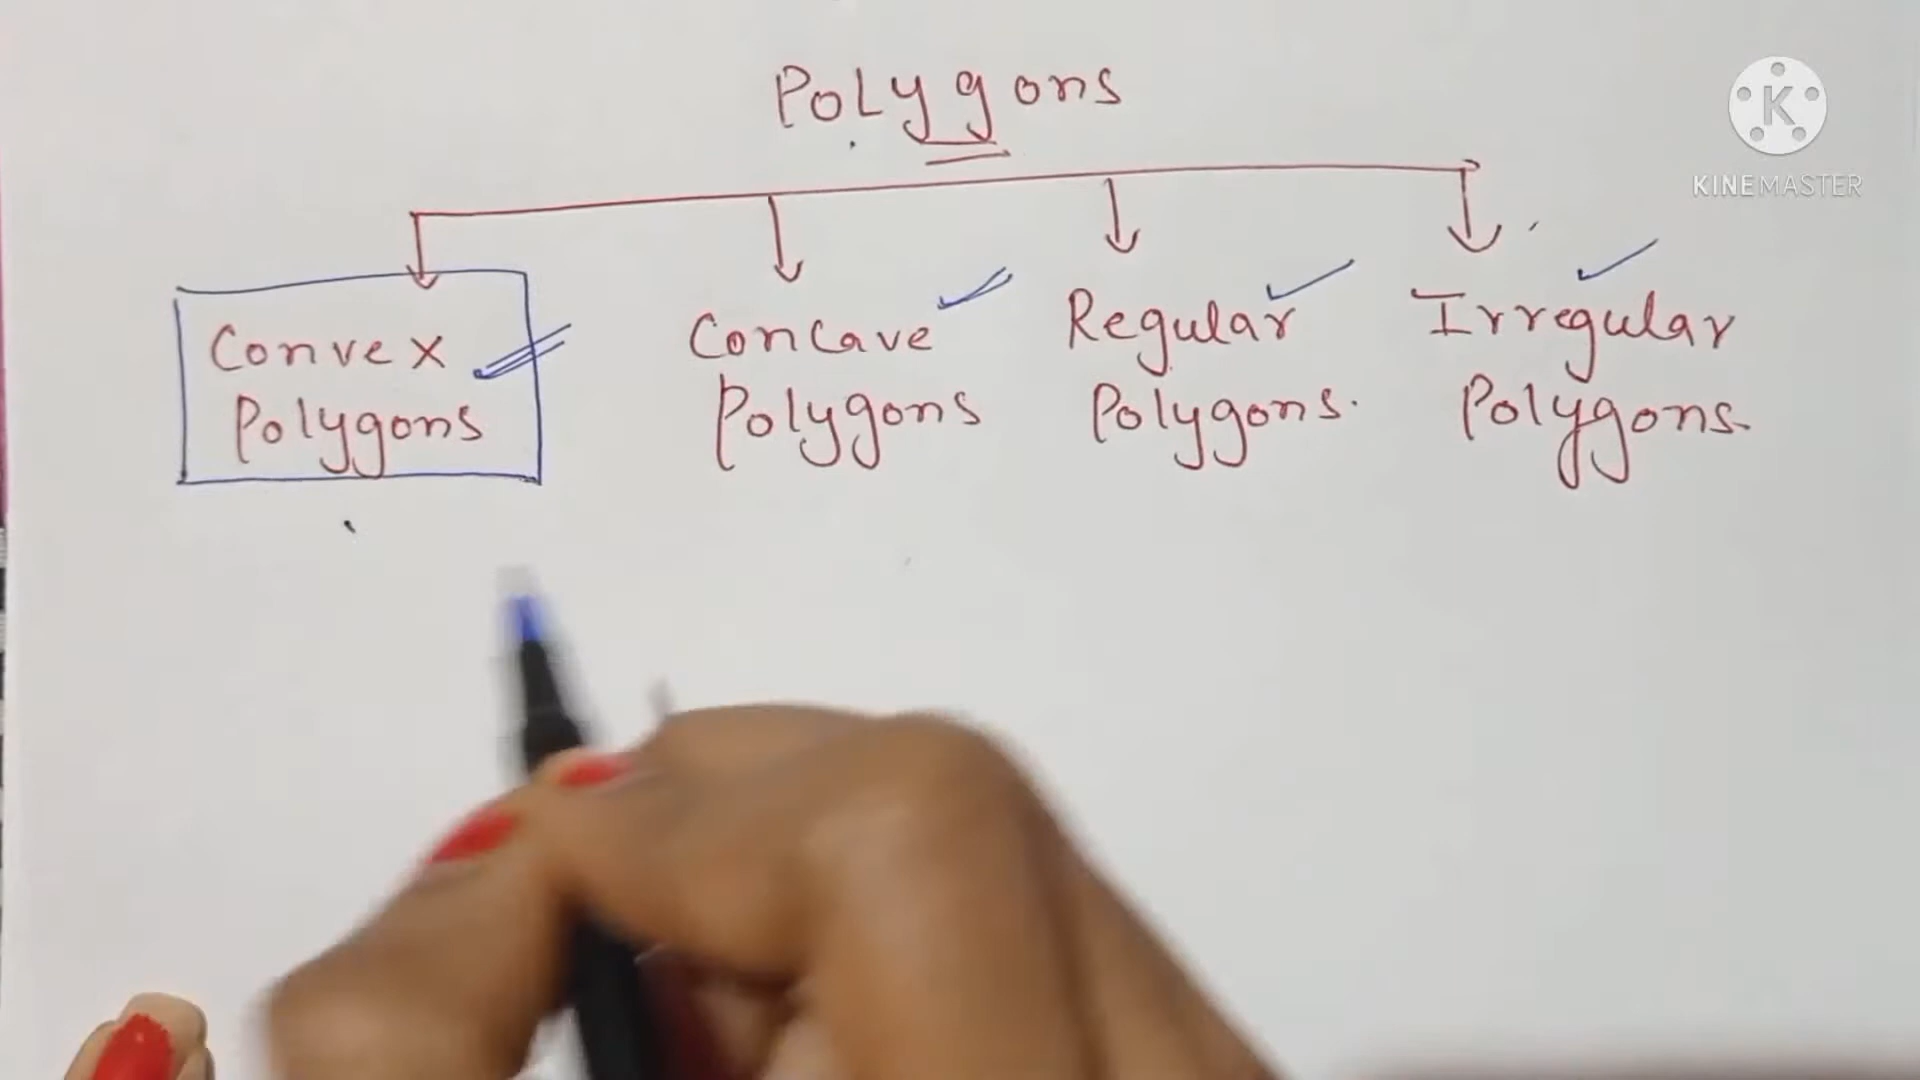 Polygons
K
KINEMASTER
Convex
Polygons
Concave
Polygons
Regular
Polygons.
Irregular
Polygons.